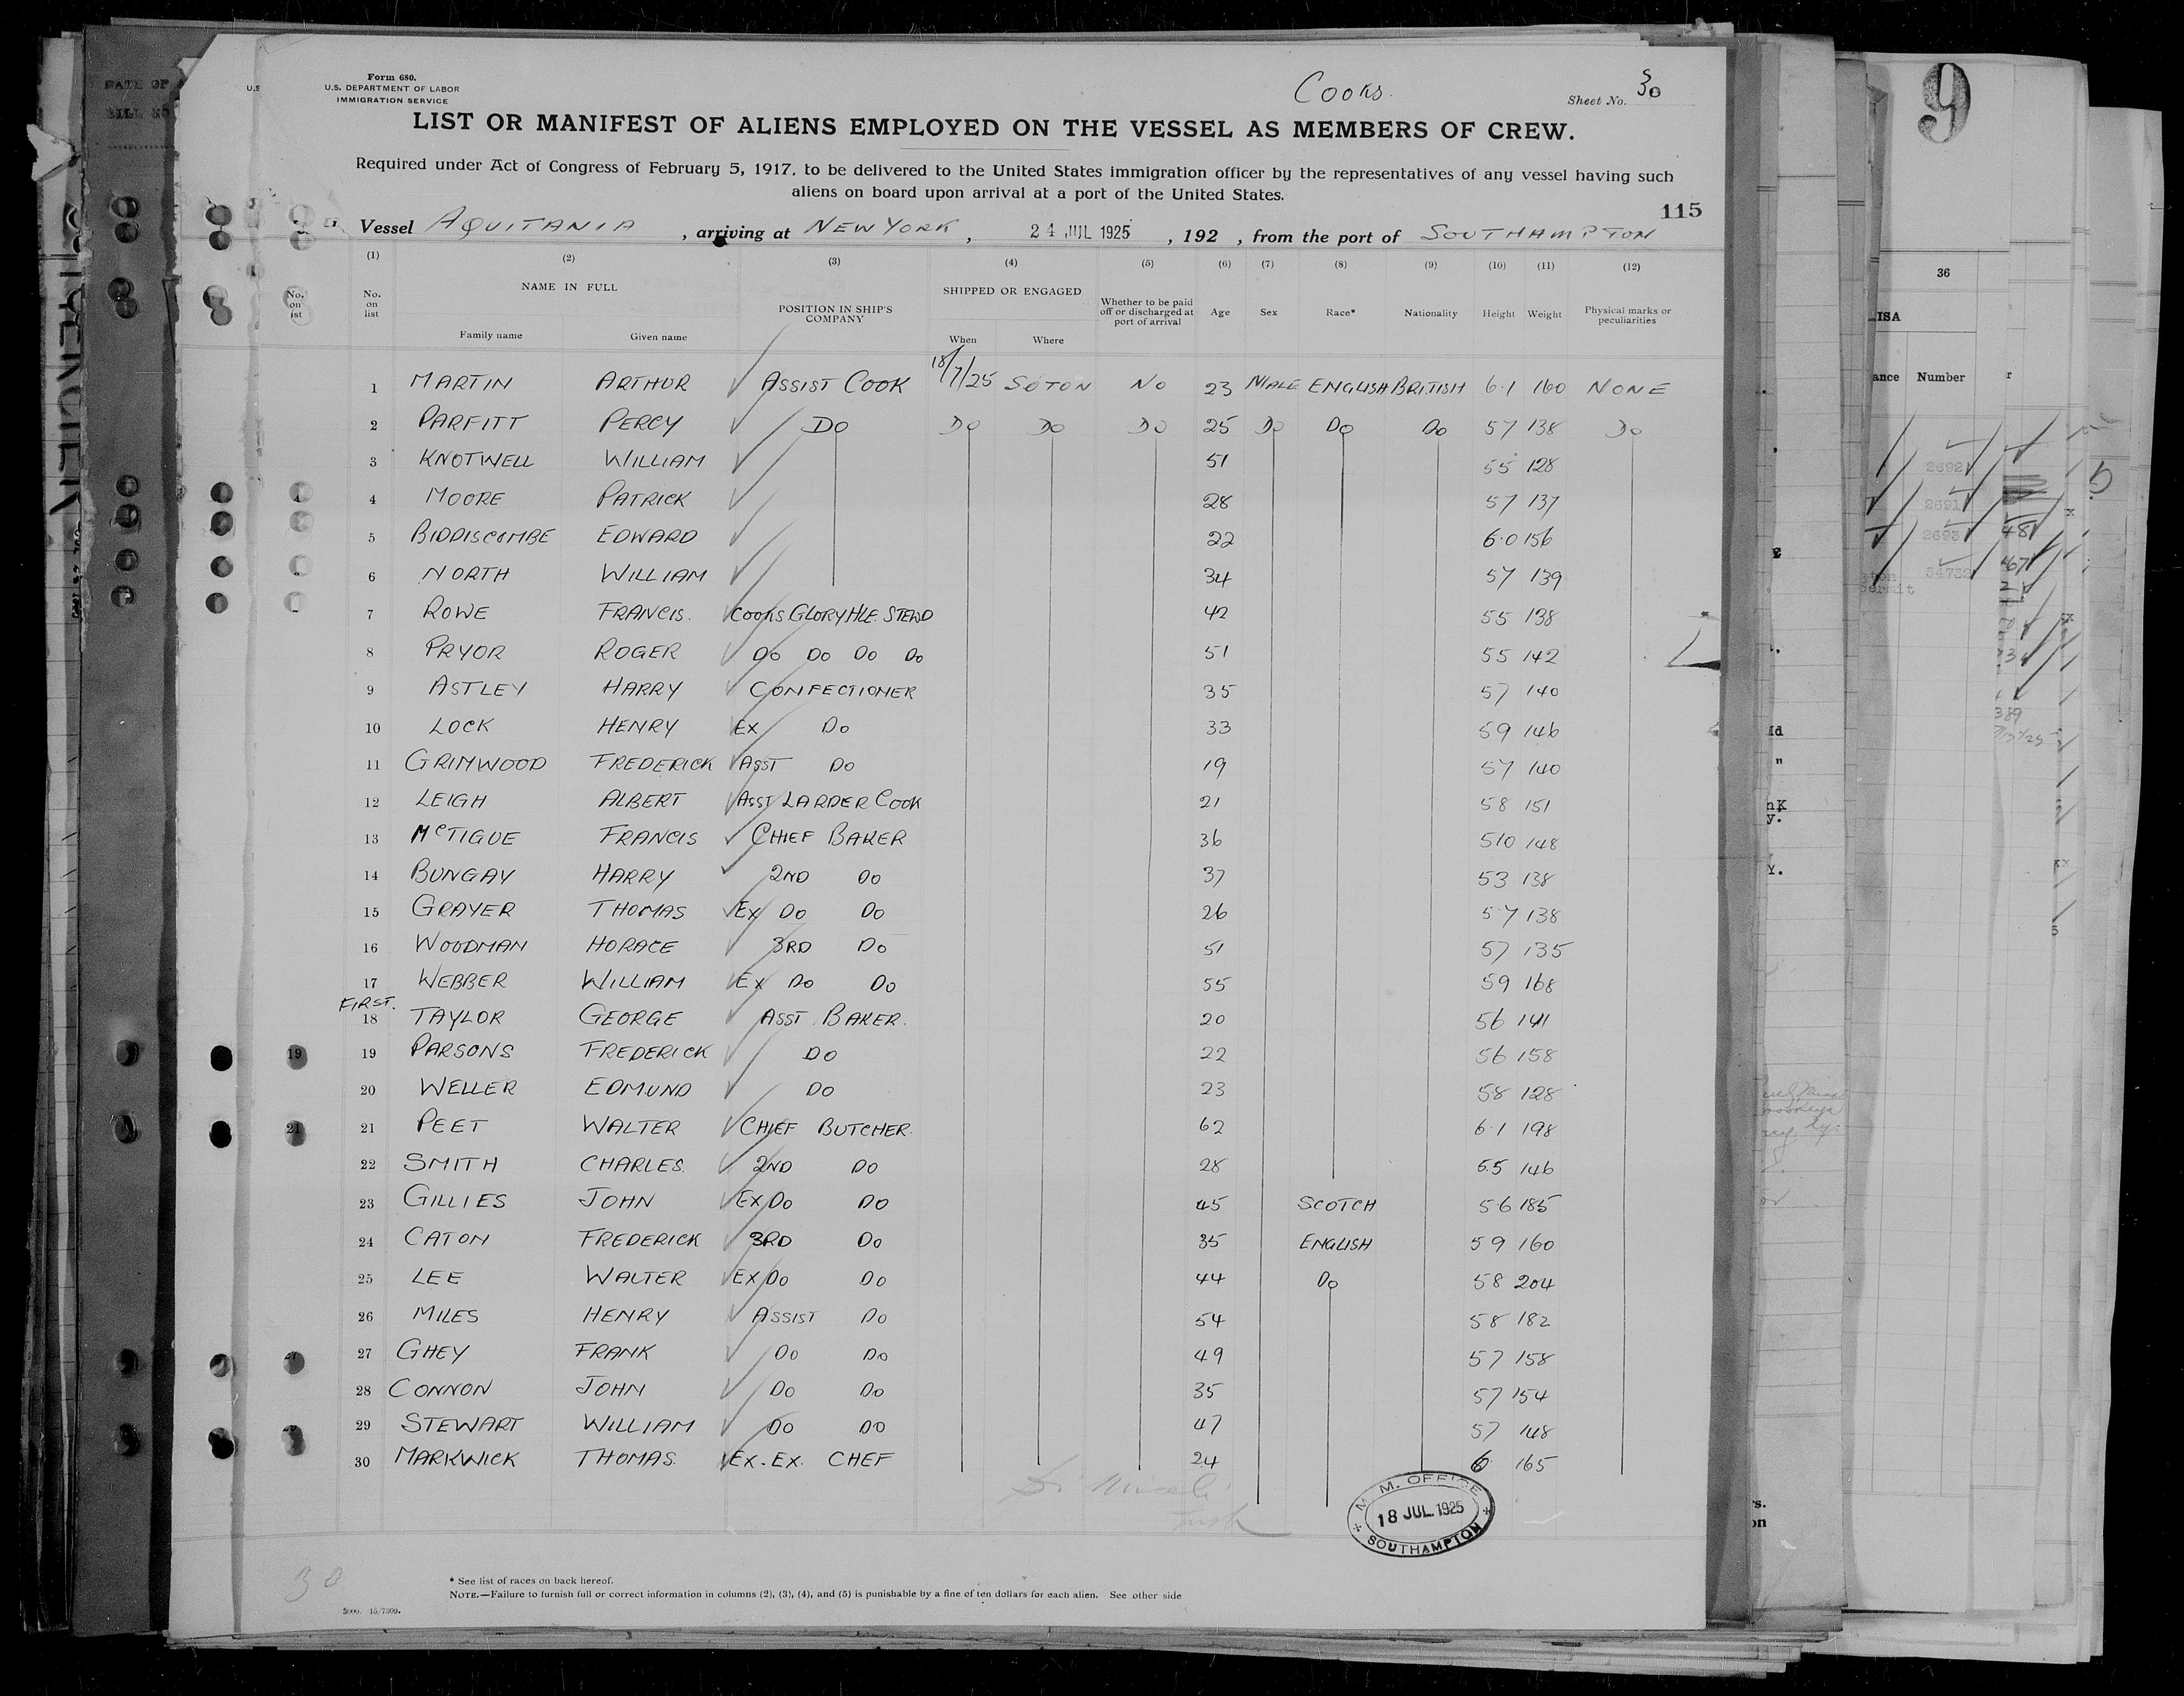 Cooks.
Form 680.
U.S. DEPARTMENT OF LABOR
IMMIGRATION SERVICE
Sheet No. 30
LIST OR MANIFEST OF ALIENS EMPLOYED ON THE VESSEL AS MEMBERS OF CREW.
Required under Act of Congress of February 5, 1917, to be delivered to the United States immigration officer by the representatives of any vessel having such
aliens on board upon arrival at a port of the United States.
115
Vessel AQUITANIA, arriving at NEW YORK, 24 JUL 1925, 192 , from the port of SOUTHAMPTON
(1) (2) (3) (4) (5) (6) (7) (8) (9) (10) (11) (12)
No. on list NAME IN FULL POSITION IN SHIP'S COMPANY SHIPPED OR ENGAGED Whether to be paid off or discharged at port of arrival Age Sex Race* Nationality Height Weight Physical marks or peculiarities
Family name Given name When Where
1 MARTIN ARTHUR ASSIST COOK 18/7/25 SOTON NO 23 MALE ENGLISH BRITISH 6.1 160 NONE
2 PARFITT PERCY DO DO DO DO 25 DO DO DO 57 138 DO
3 KNOTWELL WILLIAM 51 55 128
4 MOORE PATRICK 28 57 137
5 BIDDISCOMBE EDWARD 22 6.0 156
6 NORTH WILLIAM 34 57 139
7 ROWE FRANCIS. COOKS GLORY HLE. STEWD 42 55 138
8 PRYOR ROGER DO DO DO DO 51 55 142
9 ASTLEY HARRY CONFECTIONER 35 57 140
10 LOCK HENRY EX DO 33 59 146
11 GRIMWOOD FREDERICK ASST DO 19 57 140
12 LEIGH ALBERT ASST LARDER COOK 21 58 151
13 McTIGUE FRANCIS CHIEF BAKER 36 510 148
14 BUNGAY HARRY 2ND DO 37 53 138
15 GRAYER THOMAS EX DO DO 26 57 138
16 WOODMAN HORACE 3RD DO 51 57 135
17 WEBBER WILLIAM EX DO DO 55 59 168
FIRST.
18 TAYLOR GEORGE ASST. BAKER. 20 56 141
19 PARSONS FREDERICK DO 22 56 158
20 WELLER EDMUND DO 23 58 128
21 PEET WALTER CHIEF BUTCHER. 62 6.1 198
22 SMITH CHARLES. 2ND DO 28 6.5 146
23 GILLIES JOHN EX DO DO 45 SCOTCH 5.6 185
24 CATON FREDERICK 3RD DO 35 ENGLISH 59 160
25 LEE WALTER EX DO DO 44 DO 58 204
26 MILES HENRY ASSIST DO 54 58 182
27 GHEY FRANK DO DO 49 57 158
28 CONNON JOHN DO DO 35 57 154
29 STEWART WILLIAM DO DO 47 57 148
30 MARKWICK THOMAS. EX. EX. CHEF 24 6 165
M. M. OFFICE
18 JUL. 1925
SOUTHAMPTON
30
* See list of races on back hereof.
NOTE.—Failure to furnish full or correct information in columns (2), (3), (4), and (5) is punishable by a fine of ten dollars for each alien. See other side
5000. 15/7309.
9
36
Number
2692
2691
2693